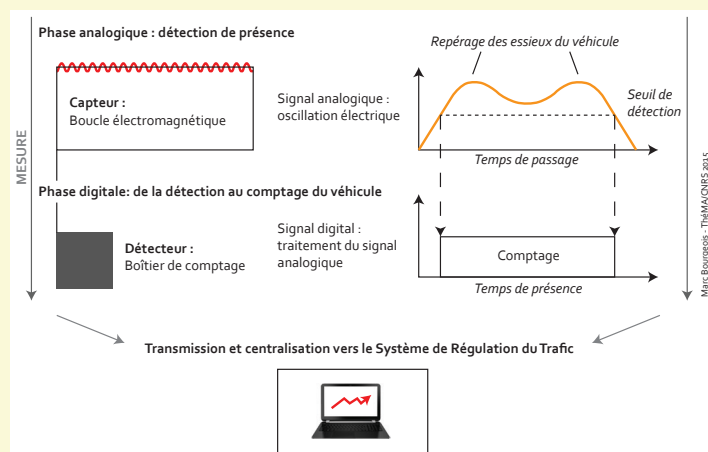 Phase analogique : détection de présence
Repérage des essieux du véhicule
Capteur :
Boucle électromagnétique
Signal analogique :
oscillation électrique
Seuil de
détection
Temps de passage
MESURE
Phase digitale: de la détection au comptage du véhicule
Signal digital :
traitement du signal
analogique
Détecteur :
Boîtier de comptage
Comptage
Temps de présence
Marc Bourgeois - ThéMA/CNRS 2015
Transmission et centralisation vers le Système de Régulation du Trafic